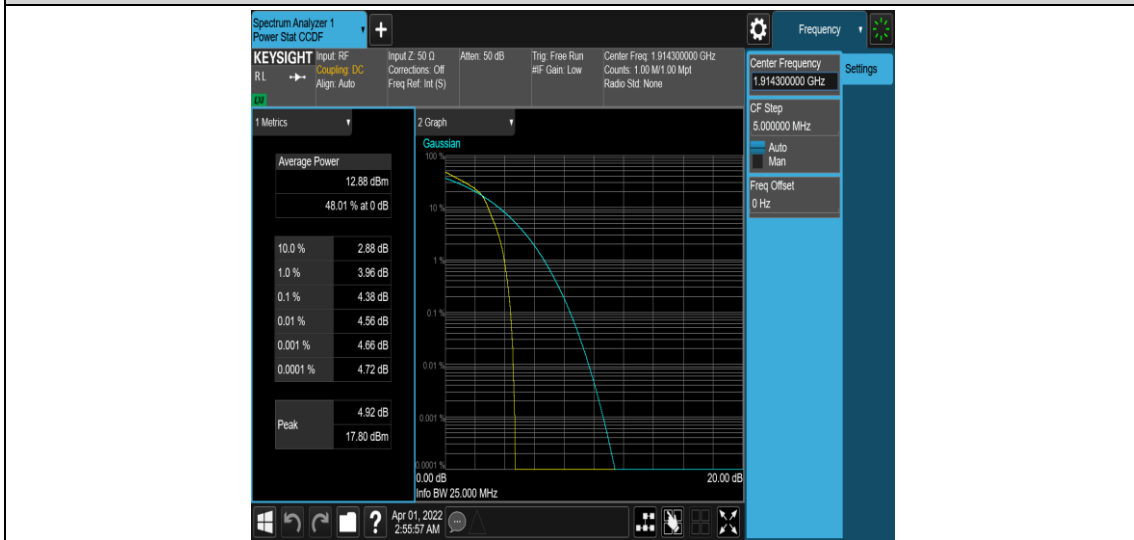 Spectrum Analyzer 1
Power Stat CCDF
Frequency
KEYSIGHT
RL
LXI
Input: RF
Coupling: DC
Align: Auto
Input Z: 50 Ω
Corrections: Off
Freq Ref: Int (S)
Atten: 50 dB
Trig: Free Run
#IF Gain: Low
Center Freq: 1.914300000 GHz
Counts: 1.00 M/1.00 Mpt
Radio Std: None
Center Frequency
1.914300000 GHz
Settings
CF Step
5.000000 MHz
Auto
Man
Freq Offset
0 Hz
1 Metrics
Average Power
12.88 dBm
48.01 % at 0 dB
10.0 % 2.88 dB
1.0 % 3.96 dB
0.1 % 4.38 dB
0.01 % 4.56 dB
0.001 % 4.66 dB
0.0001 % 4.72 dB
Peak
4.92 dB
17.80 dBm
2 Graph
Gaussian
100 %
10 %
1 %
0.1 %
0.01 %
0.001 %
0.0001 %
0.00 dB 20.00 dB
Info BW 25.000 MHz
?
Apr 01, 2022
2:55:57 AM